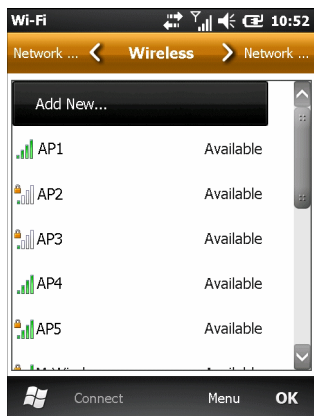 Wi-Fi 10:52
Network ... Wireless Network ...
Add New...
AP1 Available
AP2 Available
AP3 Available
AP4 Available
AP5 Available
Connect Menu OK